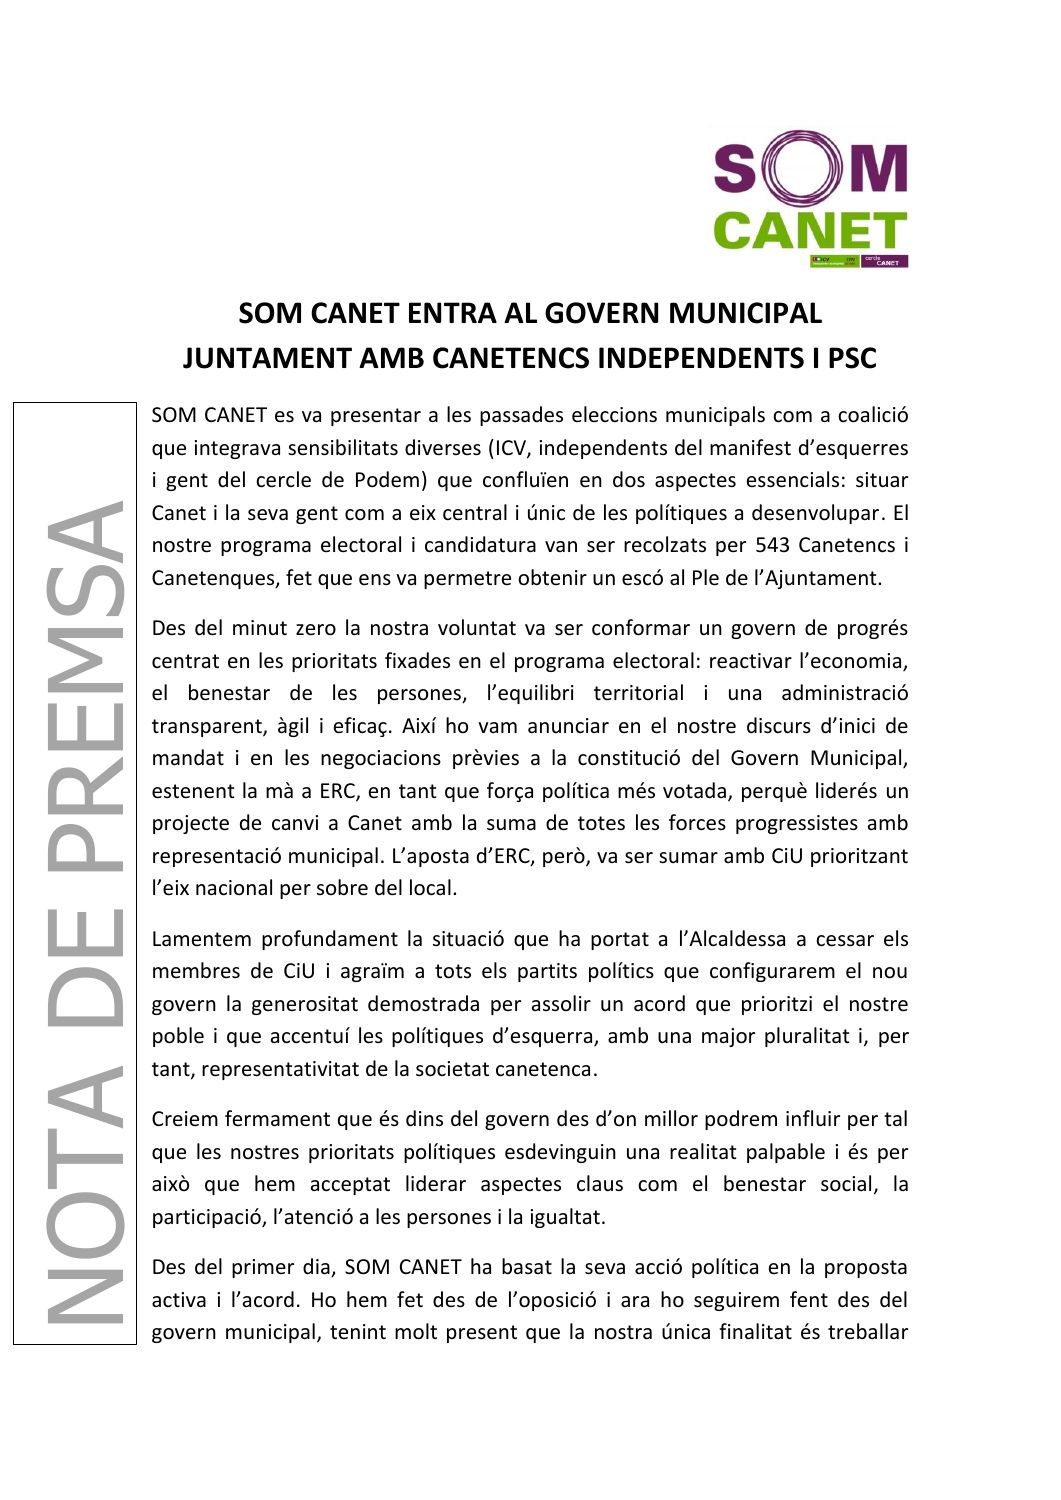 SOM
CANET
cercle
CANET
SOM CANET ENTRA AL GOVERN MUNICIPAL
JUNTAMENT AMB CANETENCS INDEPENDENTS I PSC
NOTA DE PREMSA
SOM CANET es va presentar a les passades eleccions municipals com a coalició
que integrava sensibilitats diverses (ICV, independents del manifest d’esquerres
i gent del cercle de Podem) que confluïen en dos aspectes essencials: situar
Canet i la seva gent com a eix central i únic de les polítiques a desenvolupar. El
nostre programa electoral i candidatura van ser recolzats per 543 Canetencs i
Canetenques, fet que ens va permetre obtenir un escó al Ple de l’Ajuntament.
Des del minut zero la nostra voluntat va ser conformar un govern de progrés
centrat en les prioritats fixades en el programa electoral: reactivar l’economia,
el benestar de les persones, l’equilibri territorial i una administració
transparent, àgil i eficaç. Així ho vam anunciar en el nostre discurs d’inici de
mandat i en les negociacions prèvies a la constitució del Govern Municipal,
estenent la mà a ERC, en tant que força política més votada, perquè liderés un
projecte de canvi a Canet amb la suma de totes les forces progressistes amb
representació municipal. L’aposta d’ERC, però, va ser sumar amb CiU prioritzant
l’eix nacional per sobre del local.
Lamentem profundament la situació que ha portat a l’Alcaldessa a cessar els
membres de CiU i agraïm a tots els partits polítics que configurarem el nou
govern la generositat demostrada per assolir un acord que prioritzi el nostre
poble i que accentuí les polítiques d’esquerra, amb una major pluralitat i, per
tant, representativitat de la societat canetenca.
Creiem fermament que és dins del govern des d’on millor podrem influir per tal
que les nostres prioritats polítiques esdevinguin una realitat palpable i és per
això que hem acceptat liderar aspectes claus com el benestar social, la
participació, l’atenció a les persones i la igualtat.
Des del primer dia, SOM CANET ha basat la seva acció política en la proposta
activa i l’acord. Ho hem fet des de l’oposició i ara ho seguirem fent des del
govern municipal, tenint molt present que la nostra única finalitat és treballar